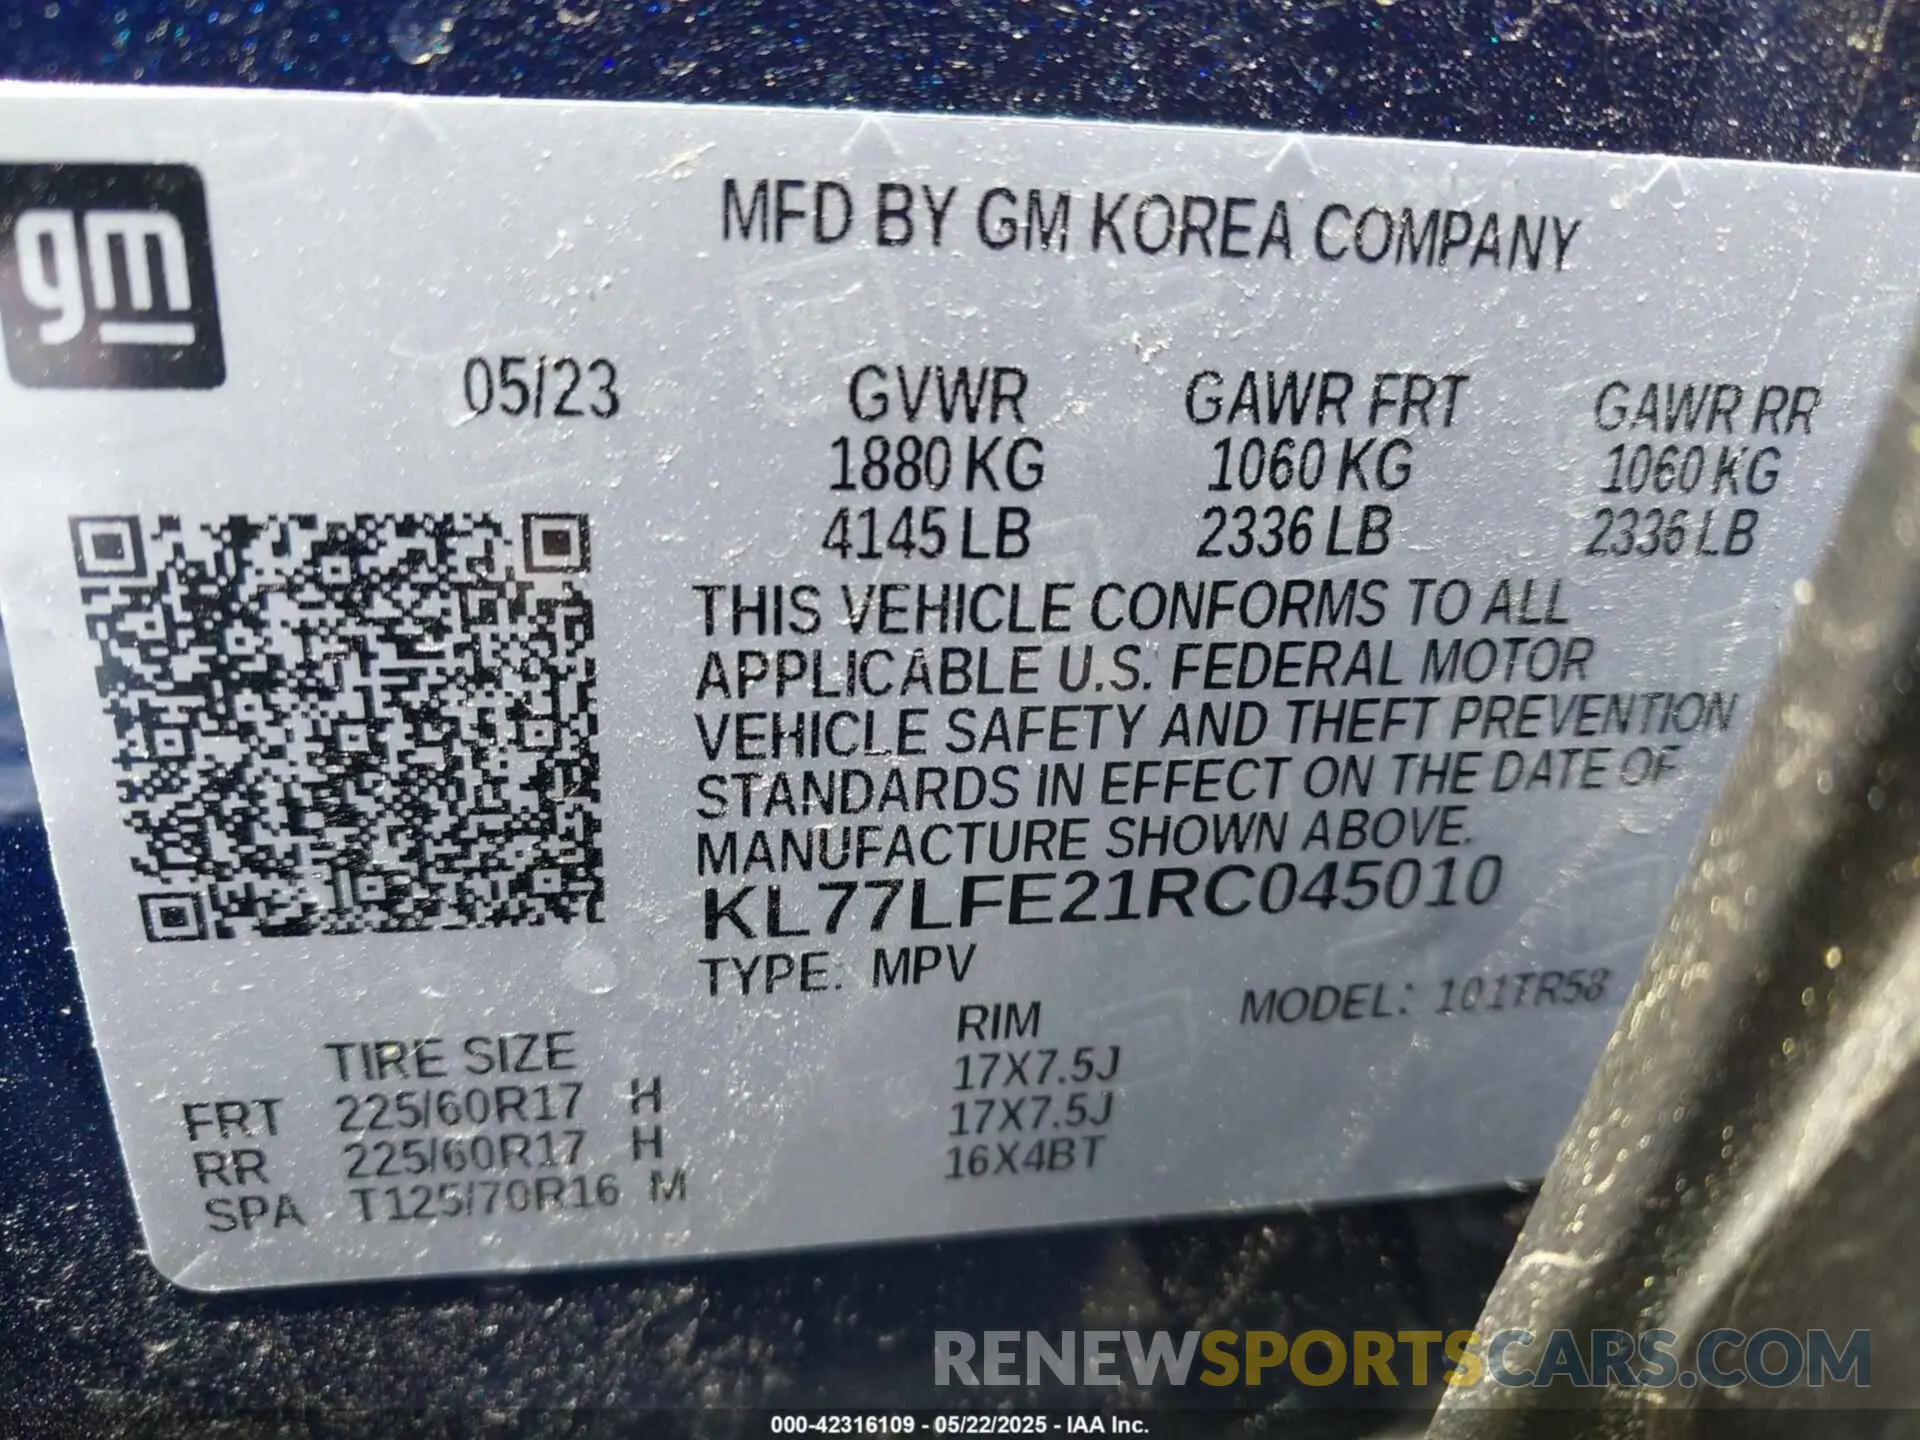 gm
MFD BY GM KOREA COMPANY
05/23 GVWR GAWR FRT GAWR RR
1880 KG 1060 KG 1060 KG
4145 LB 2336 LB 2336 LB
THIS VEHICLE CONFORMS TO ALL
APPLICABLE U.S. FEDERAL MOTOR
VEHICLE SAFETY AND THEFT PREVENTION
STANDARDS IN EFFECT ON THE DATE OF
MANUFACTURE SHOWN ABOVE.
KL77LFE21RC045010
TYPE: MPV
MODEL: 101TR58
TIRE SIZE RIM
FRT 225/60R17 H 17X7.5J
RR 225/60R17 H 17X7.5J
SPA T125/70R16 M 16X4BT
RENEWSPORTSCARS.COM
000-42316109 - 05/22/2025 - IAA Inc.